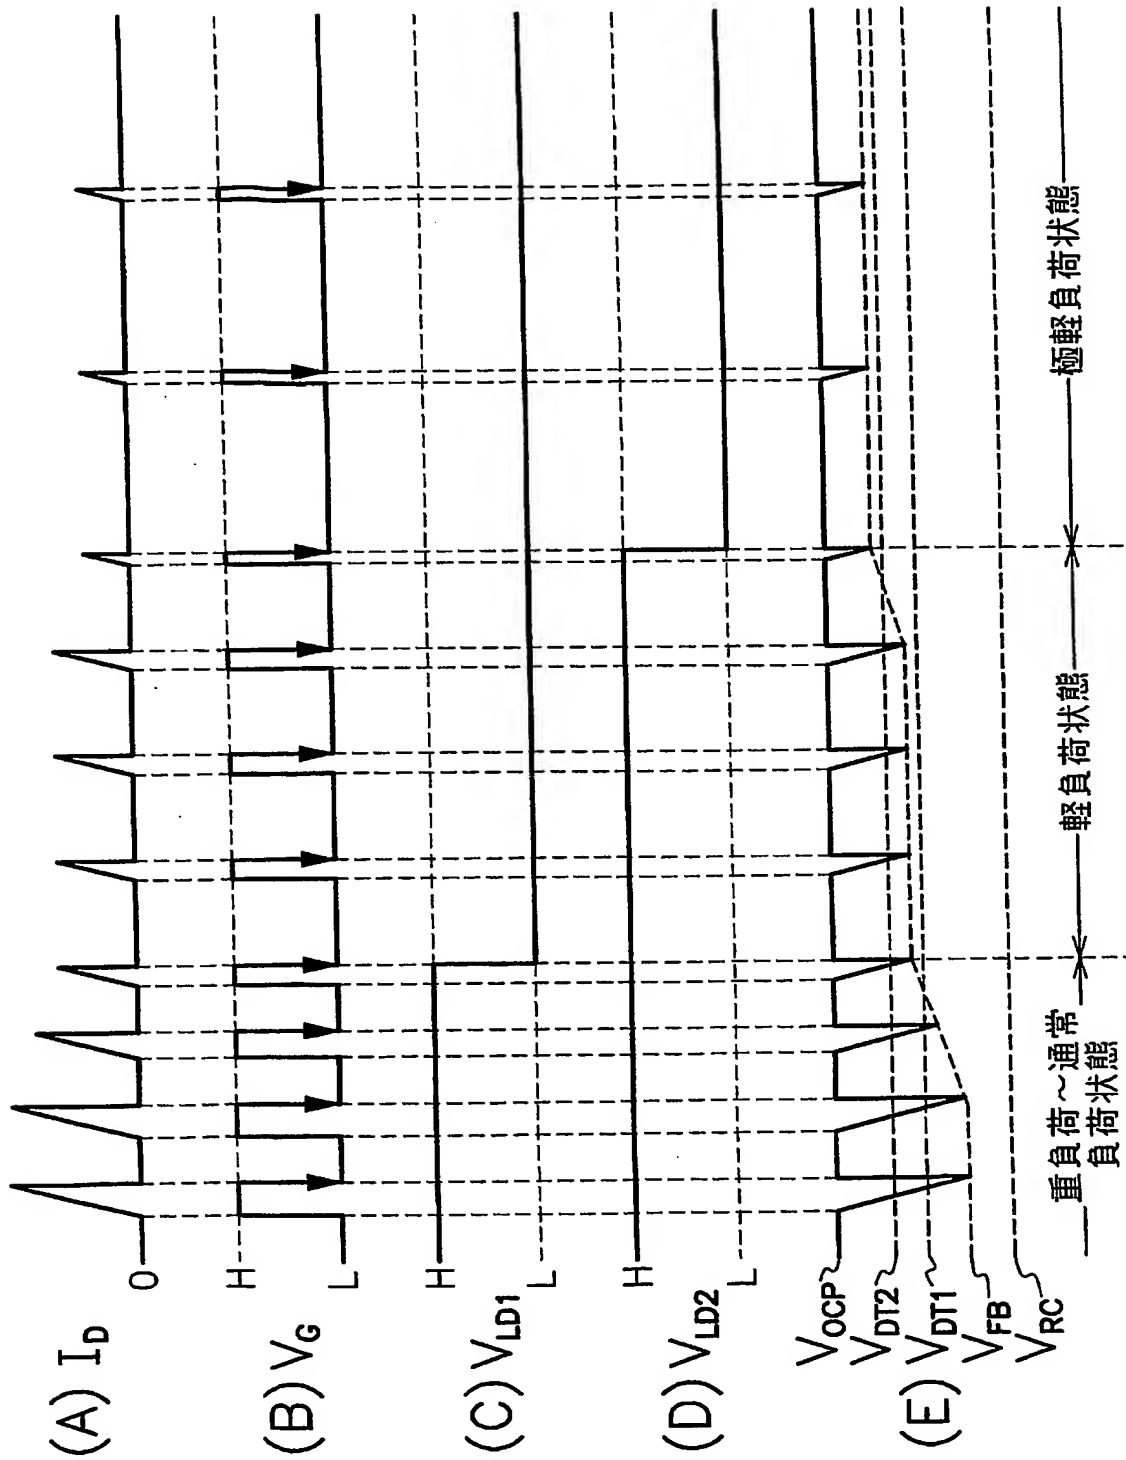 (A) I_D
0
(B) V_G
H
L
(C) V_LD1
H
L
(D) V_LD2
H
L
(E)
V_OCP
V_DT2
V_DT1
V_FB
V_RC
重負荷～通常
負荷状態
軽負荷状態
極軽負荷状態